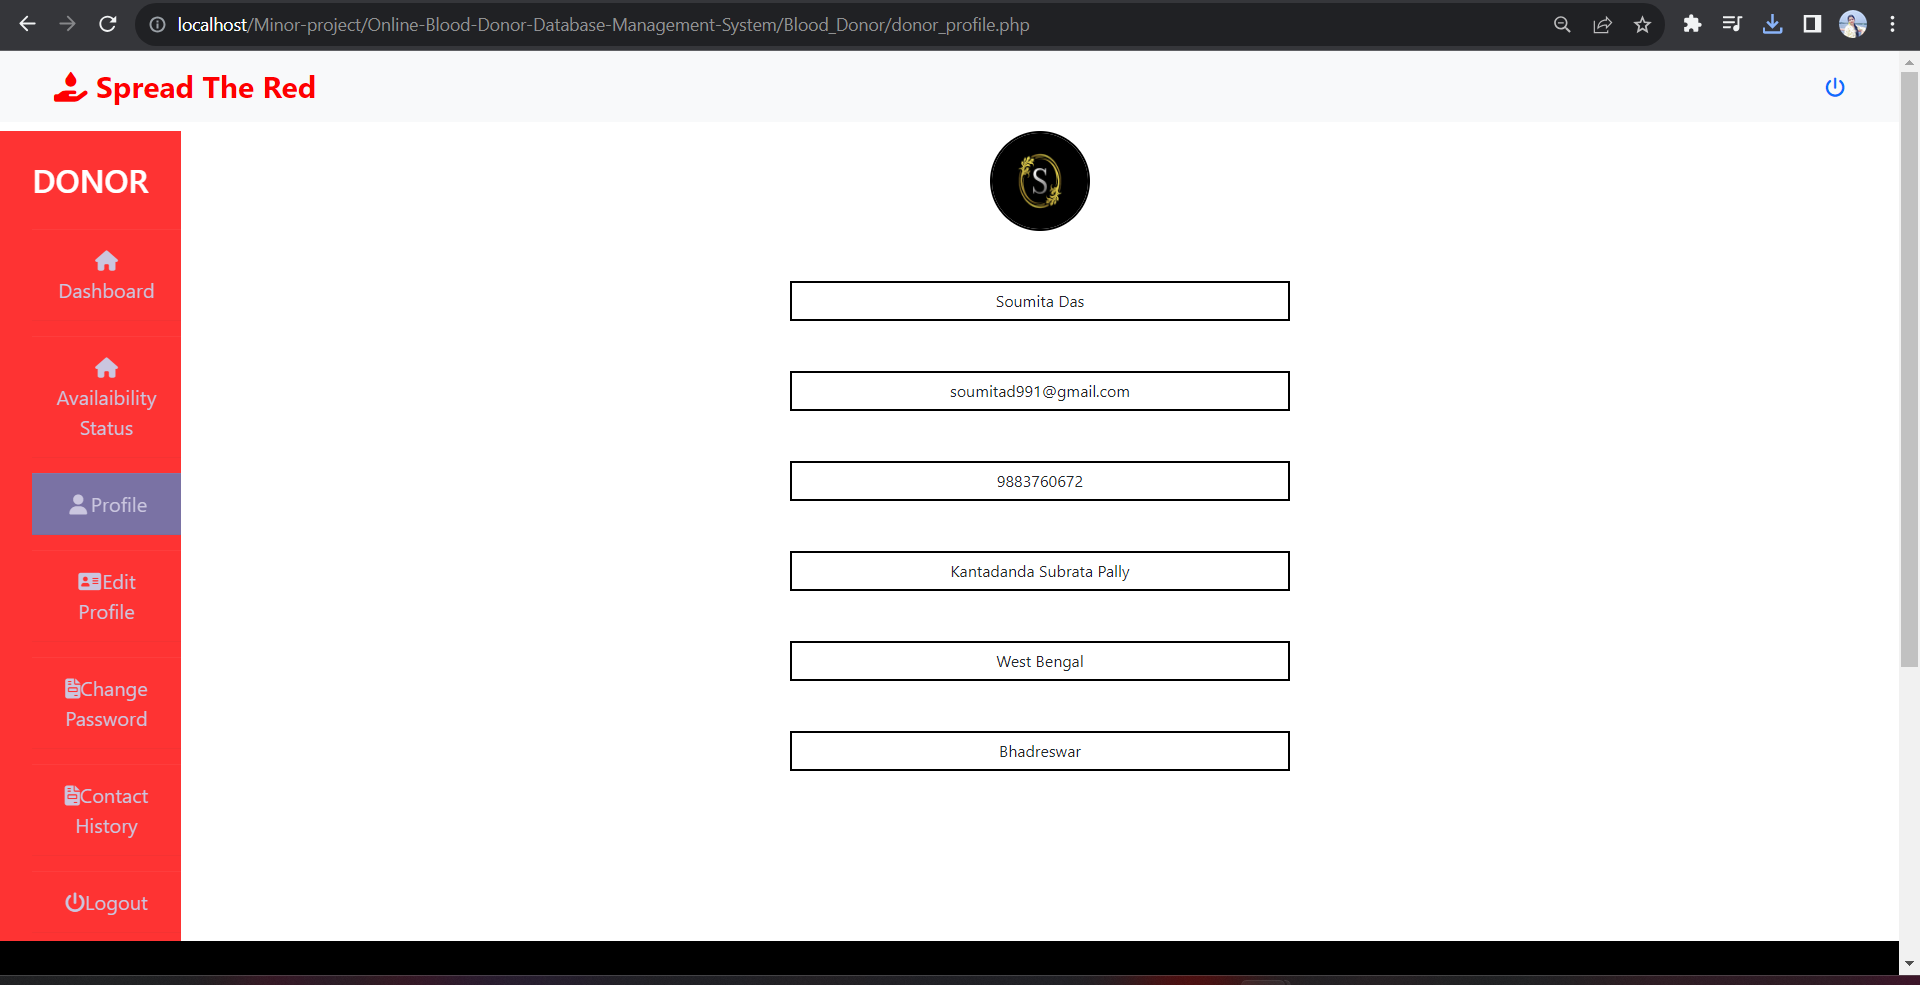 localhost/Minor-project/Online-Blood-Donor-Database-Management-System/Blood_Donor/donor_profile.php
Spread The Red
DONOR
Dashboard
Availaibility
Status
Profile
Edit
Profile
Change
Password
Contact
History
Logout
S
Soumita Das
soumitad991@gmail.com
9883760672
Kantadanda Subrata Pally
West Bengal
Bhadreswar